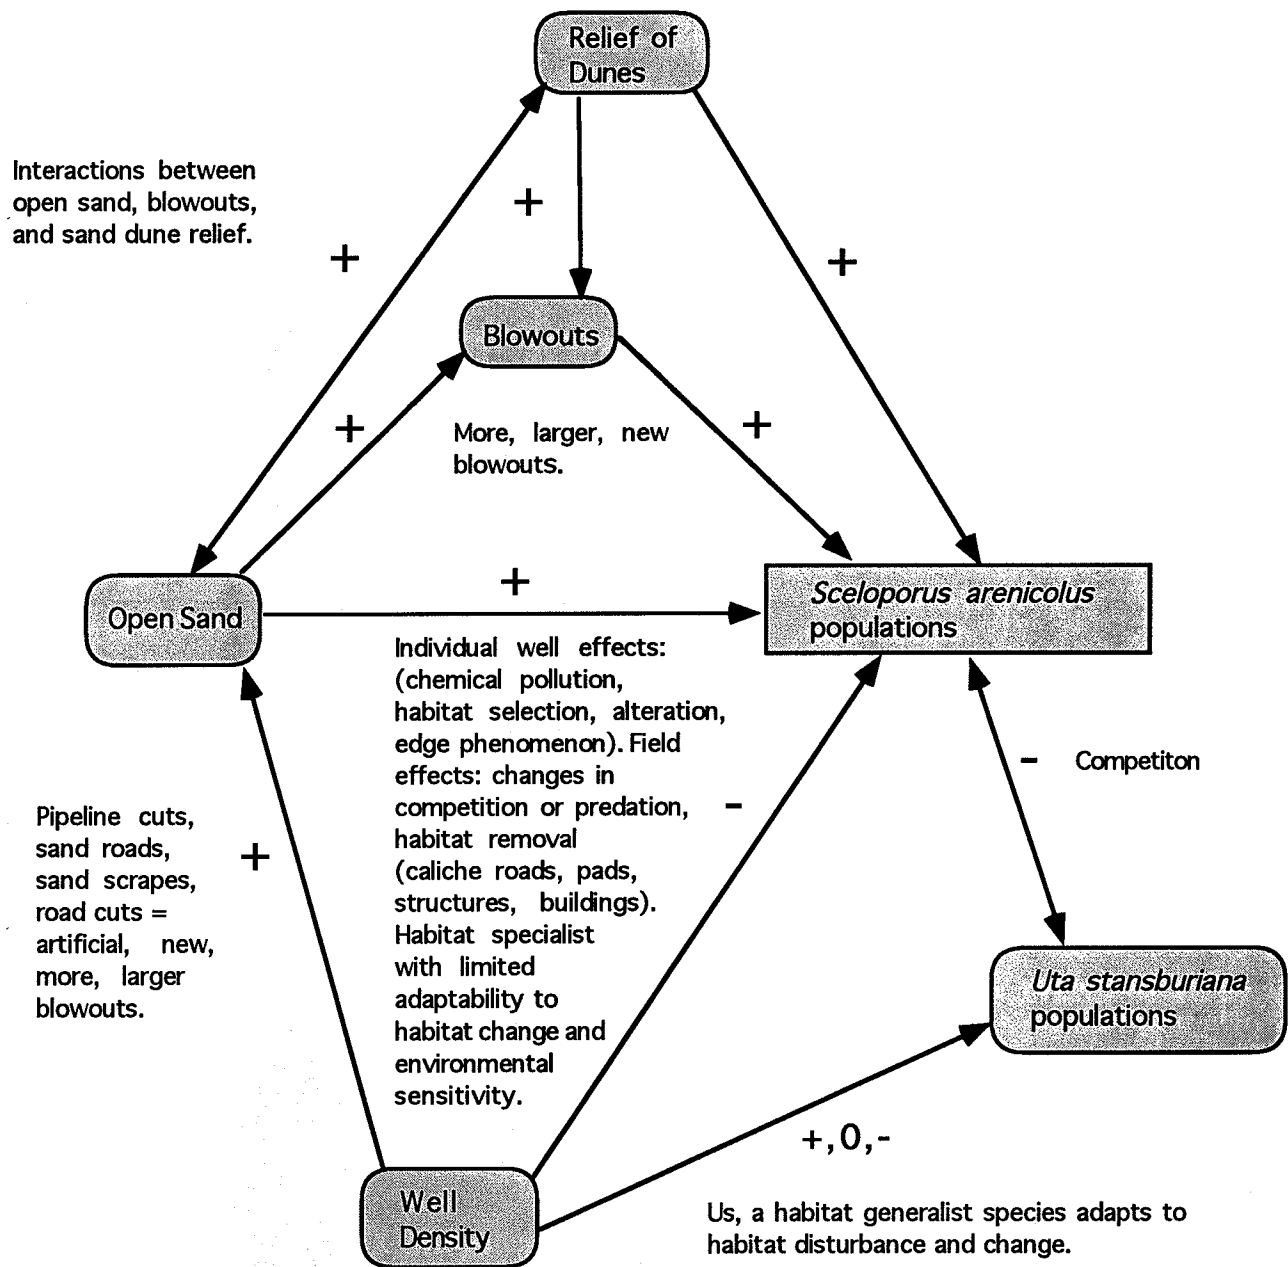 Relief of
Dunes
Interactions between
open sand, blowouts,
and sand dune relief.
+
+
+
Blowouts
+
More, larger, new
blowouts.
+
Open Sand
+
Sceloporus arenicolus
populations
Individual well effects:
(chemical pollution,
habitat selection, alteration,
edge phenomenon). Field
effects: changes in
competition or predation,
habitat removal
(caliche roads, pads,
structures, buildings).
Habitat specialist
with limited
adaptability to
habitat change and
environmental
sensitivity.
-
- Competiton
Pipeline cuts,
sand roads,
sand scrapes,
road cuts =
artificial, new,
more, larger
blowouts.
+
Uta stansburiana
populations
+,0,-
Well
Density
Us, a habitat generalist species adapts to
habitat disturbance and change.